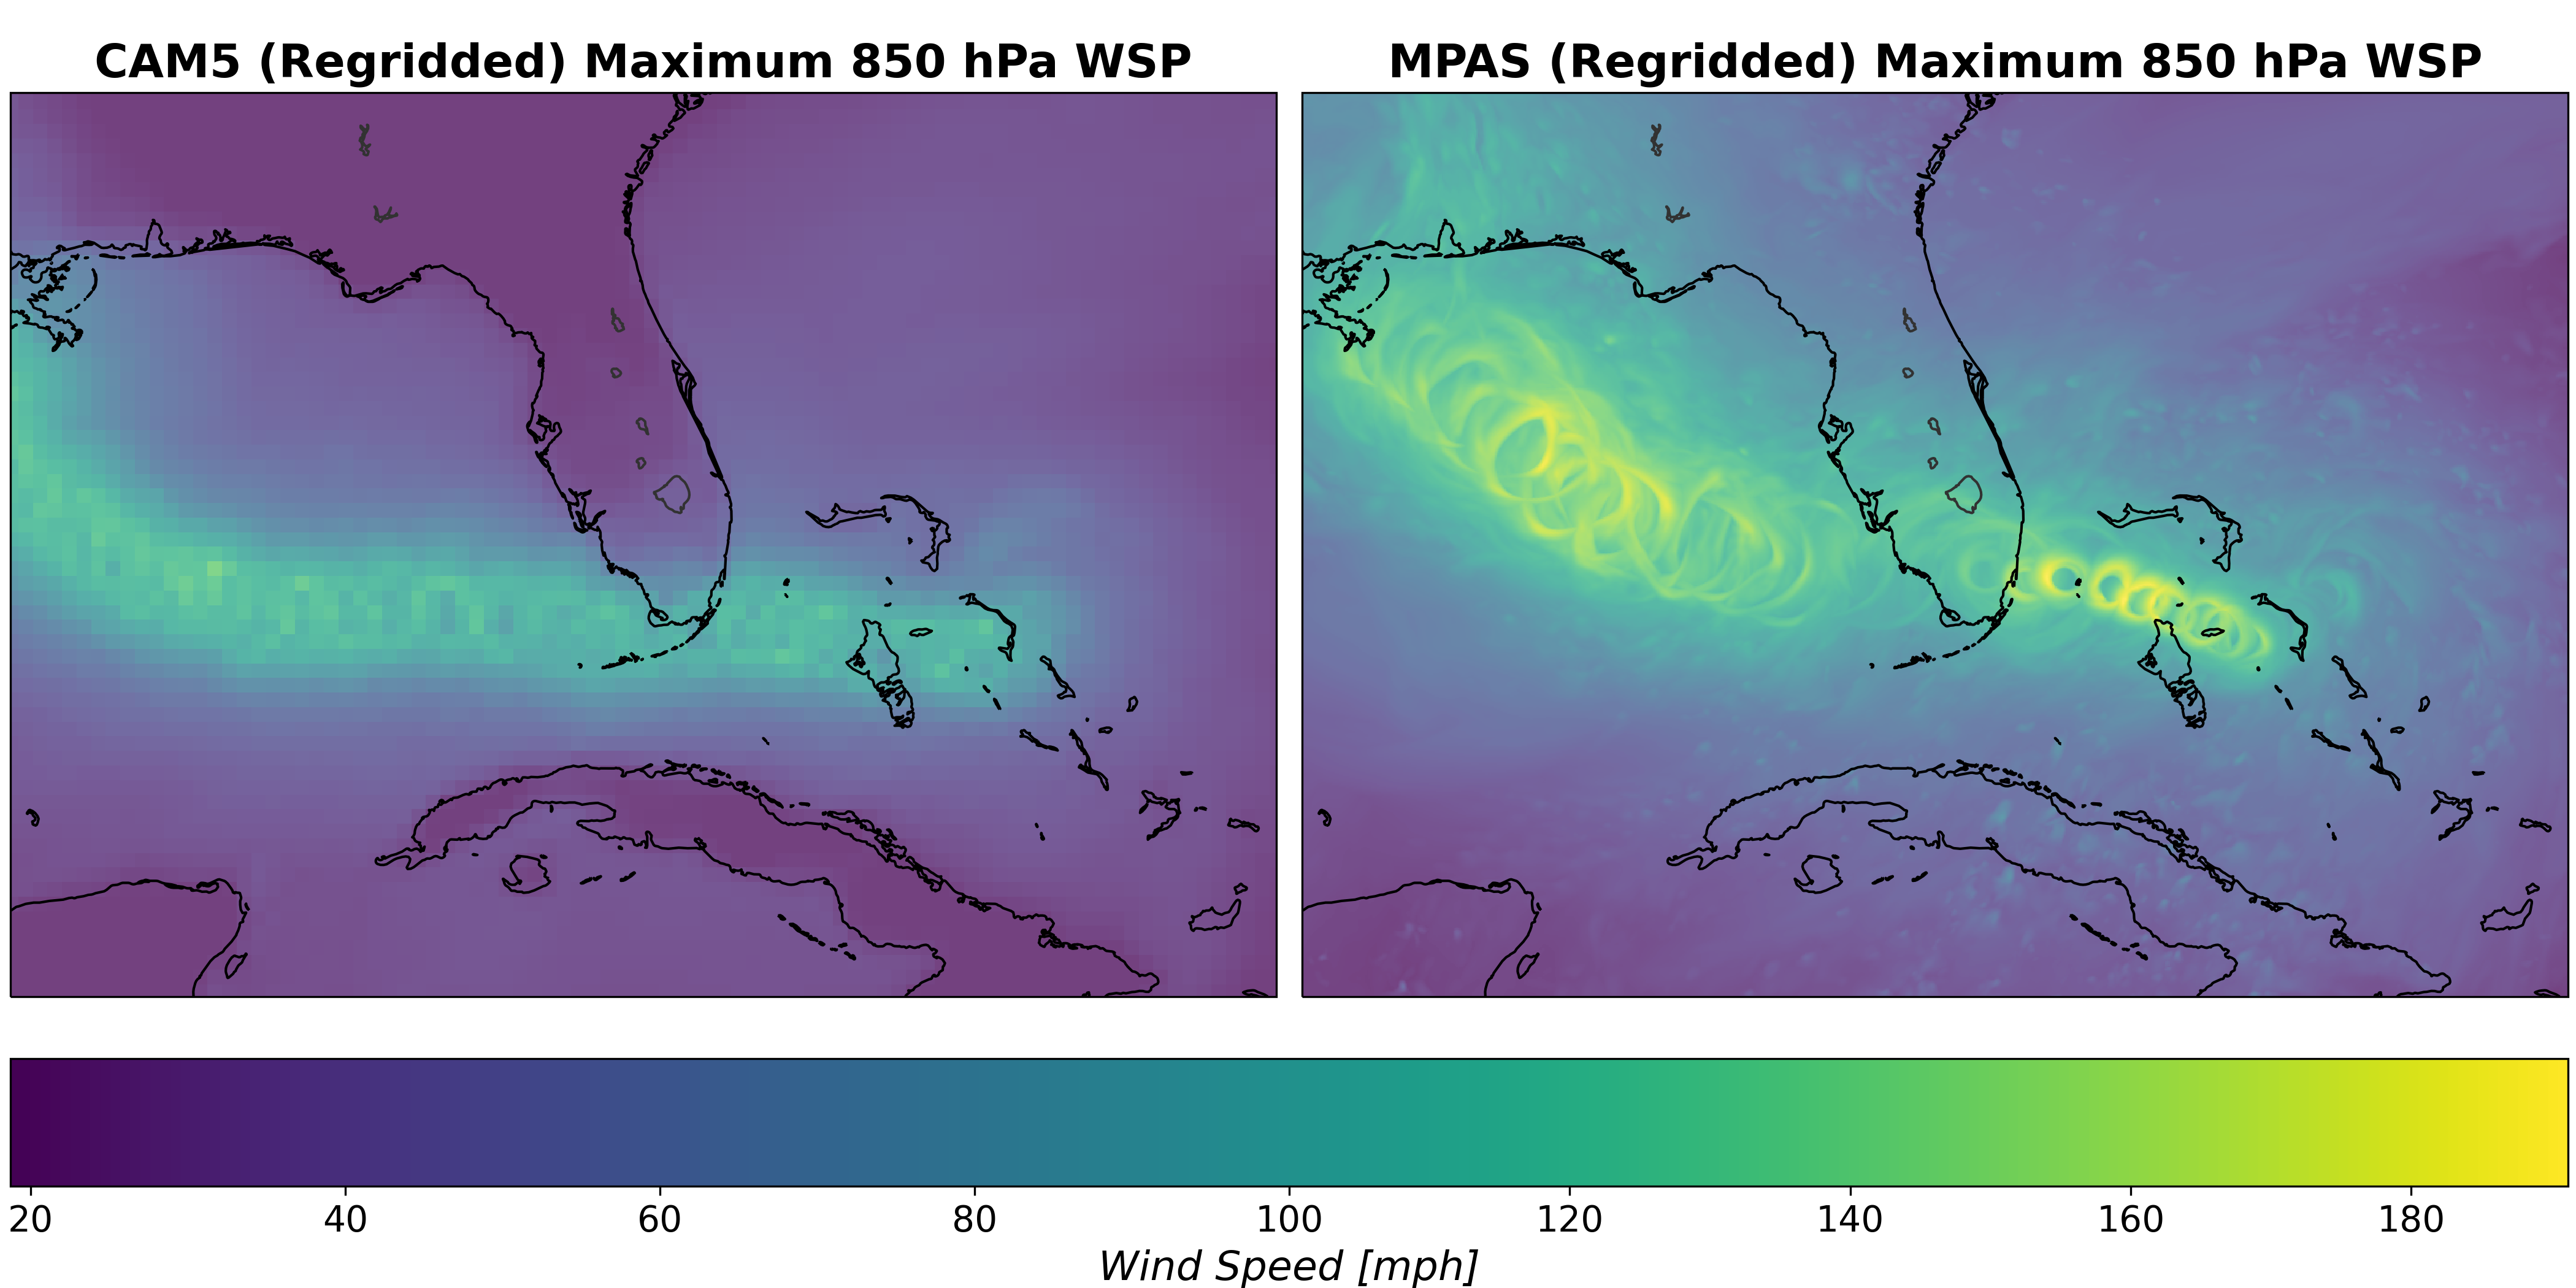 CAM5 (Regridded) Maximum 850 hPa WSP
MPAS (Regridded) Maximum 850 hPa WSP
20 40 60 80 100 120 140 160 180
Wind Speed [mph]